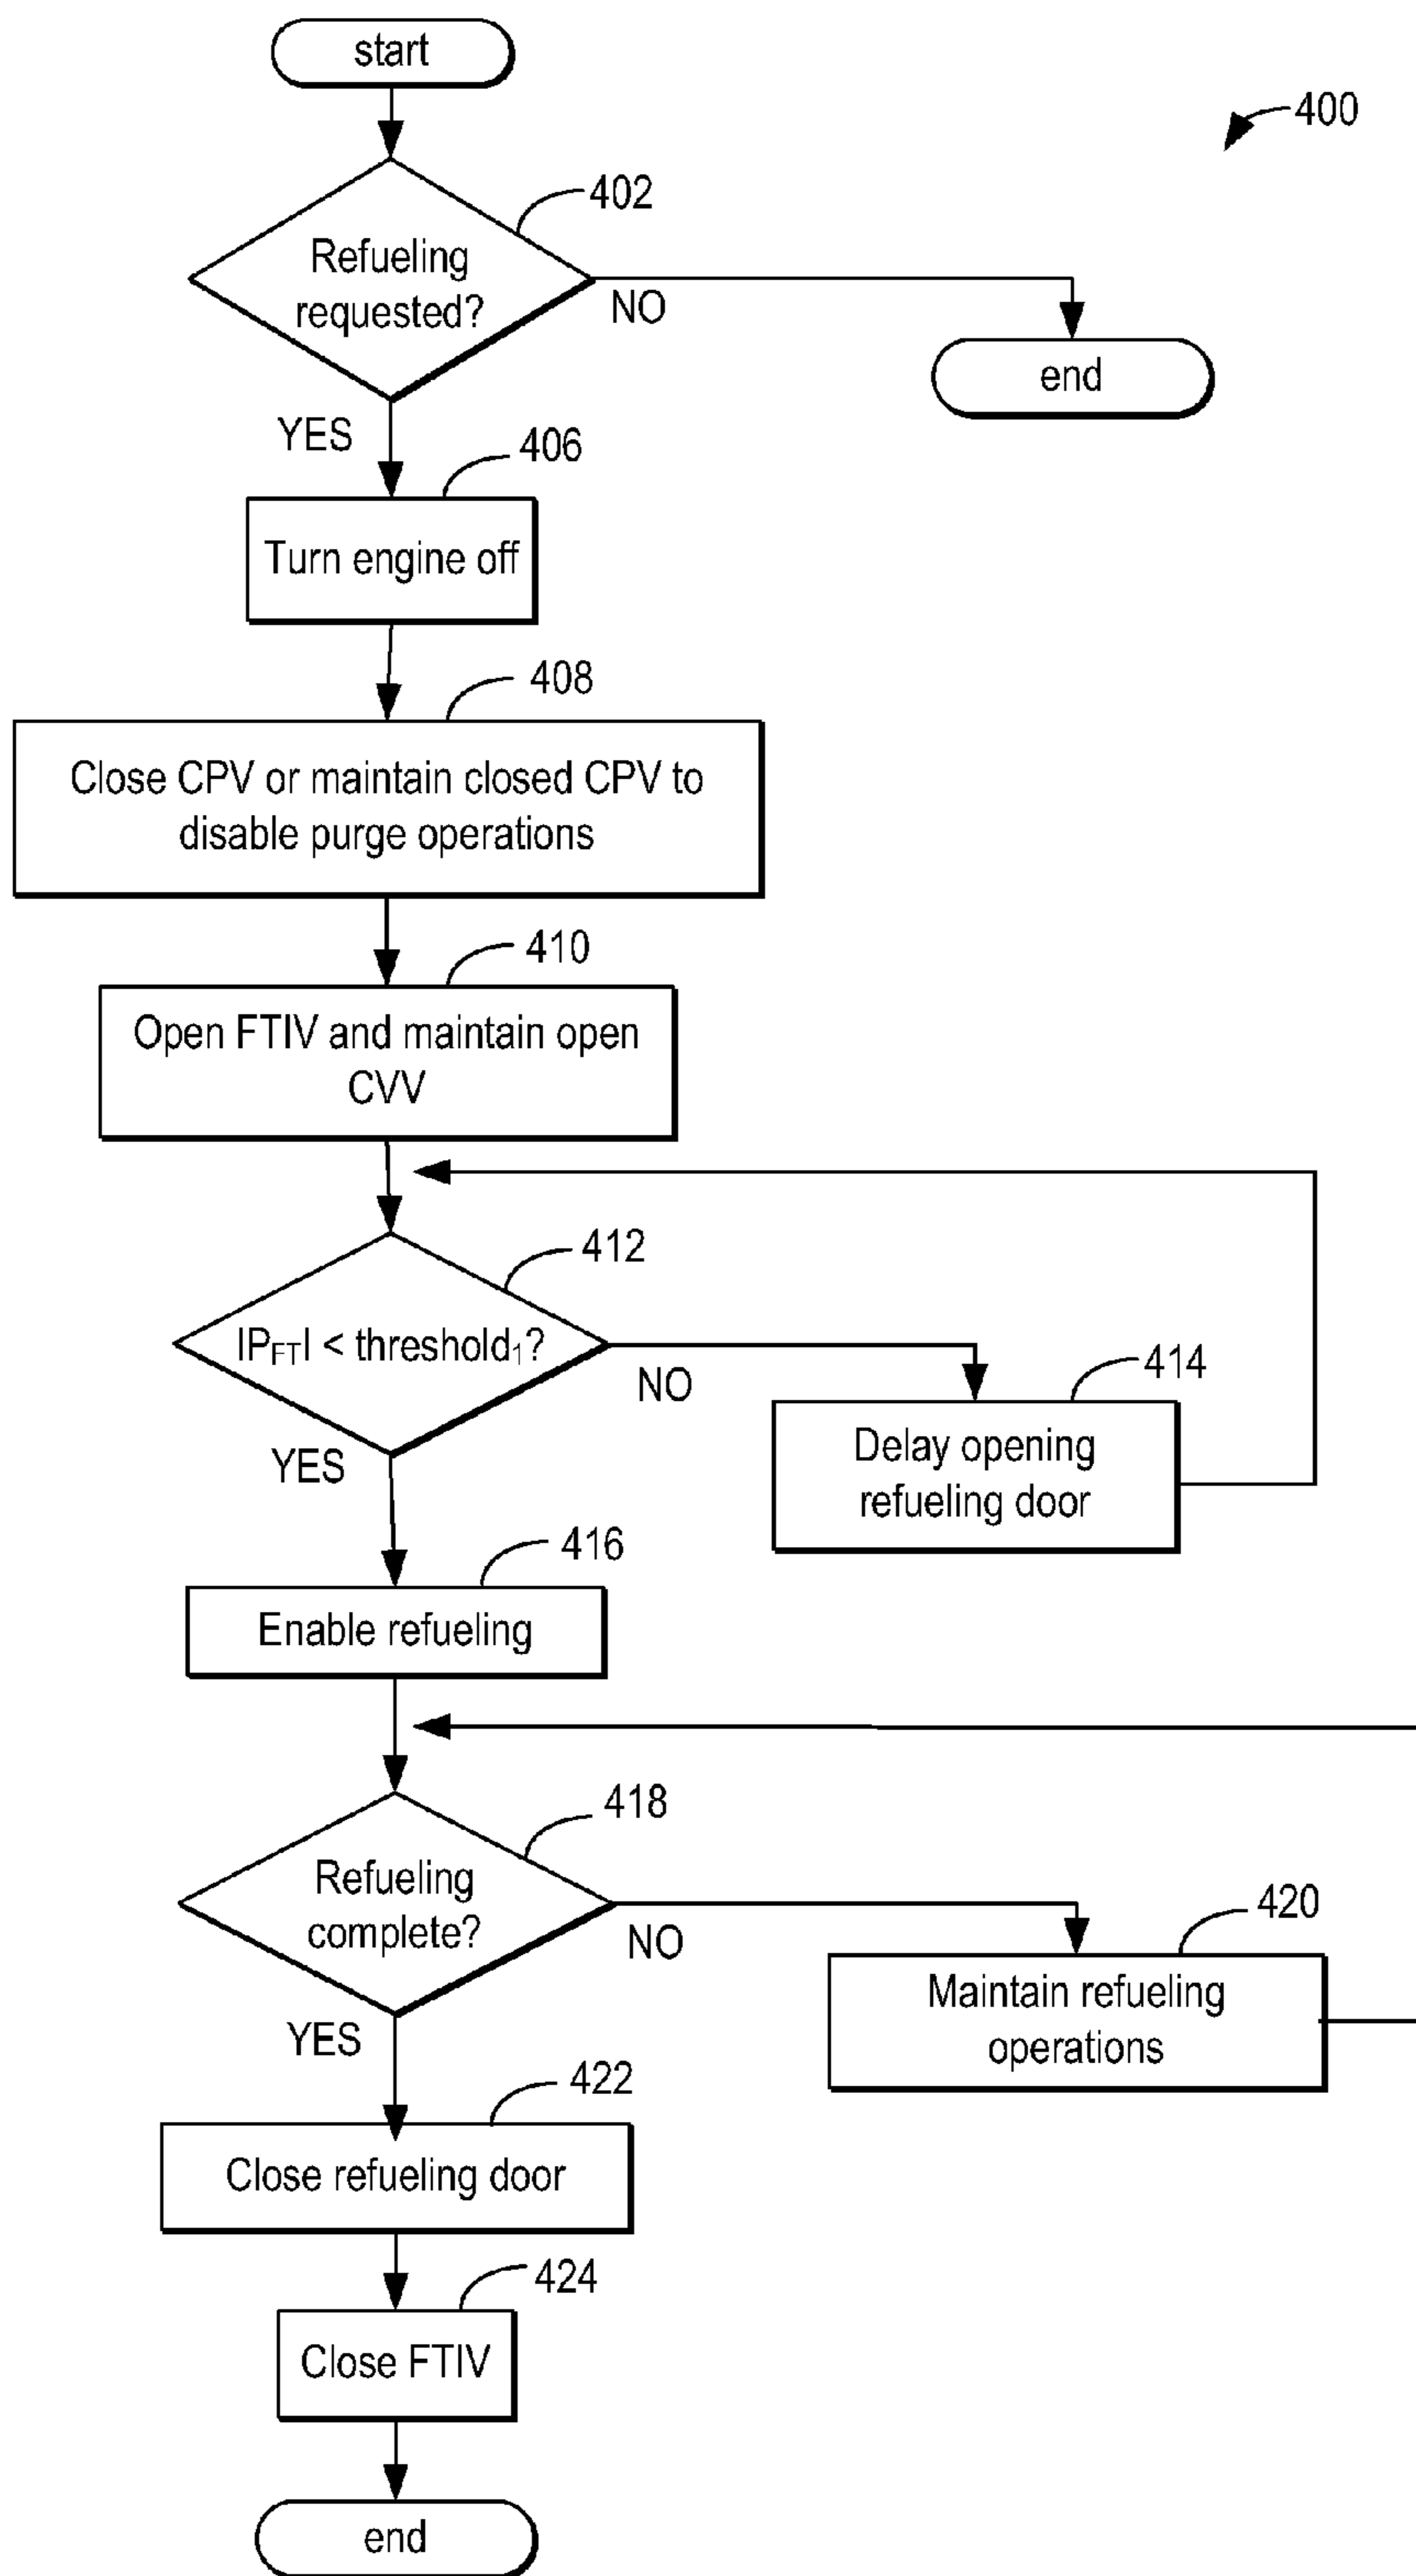 start
400
402
Refueling
requested?
NO
end
YES
406
Turn engine off
408
Close CPV or maintain closed CPV to
disable purge operations
410
Open FTIV and maintain open
CVV
412
|P_FT| < threshold_1?
NO
414
Delay opening
refueling door
YES
416
Enable refueling
418
Refueling
complete?
NO
420
Maintain refueling
operations
YES
422
Close refueling door
424
Close FTIV
end